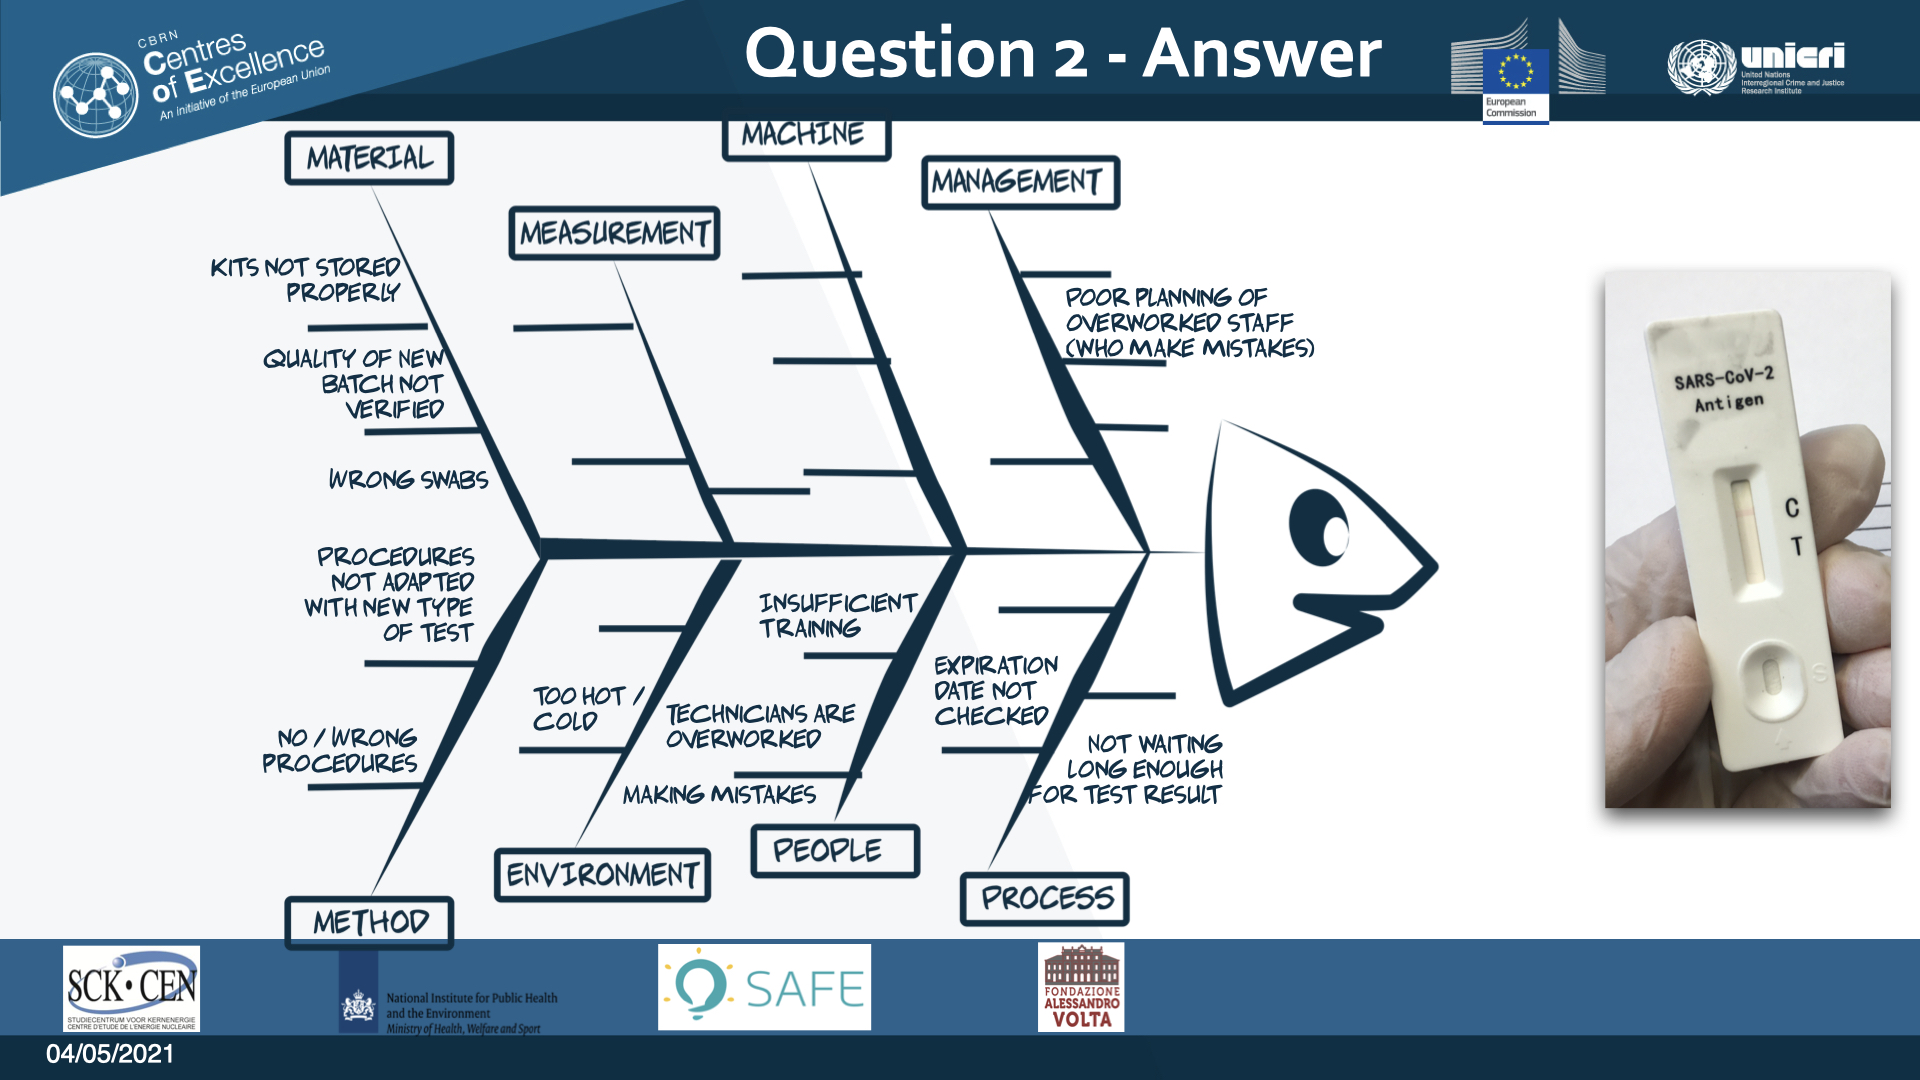 CBRN
Centres
of Excellence
An initiative of the European Union
Question 2 - Answer
European
Commission
unicri
United Nations
Interregional Crime and Justice
Research Institute
MATERIAL
MACHINE
MEASUREMENT
MANAGEMENT
KITS NOT STORED
PROPERLY
QUALITY OF NEW
BATCH NOT
VERIFIED
WRONG SWABS
POOR PLANNING OF
OVERWORKED STAFF
(WHO MAKE MISTAKES)
PROCEDURES
NOT ADAPTED
WITH NEW TYPE
OF TEST
NO / WRONG
PROCEDURES
TOO HOT /
COLD
INSUFFICIENT
TRAINING
TECHNICIANS ARE
OVERWORKED
MAKING MISTAKES
EXPIRATION
DATE NOT
CHECKED
NOT WAITING
LONG ENOUGH
FOR TEST RESULT
METHOD
ENVIRONMENT
PEOPLE
PROCESS
SARS-CoV-2
Antigen
C
T
S
SCK•CEN
STUDIECENTRUM VOOR KERNENERGIE
CENTRE D'ETUDE DE L'ENERGIE NUCLEAIRE
National Institute for Public Health
and the Environment
Ministry of Health, Welfare and Sport
SAFE
FONDAZIONE
ALESSANDRO
VOLTA
04/05/2021